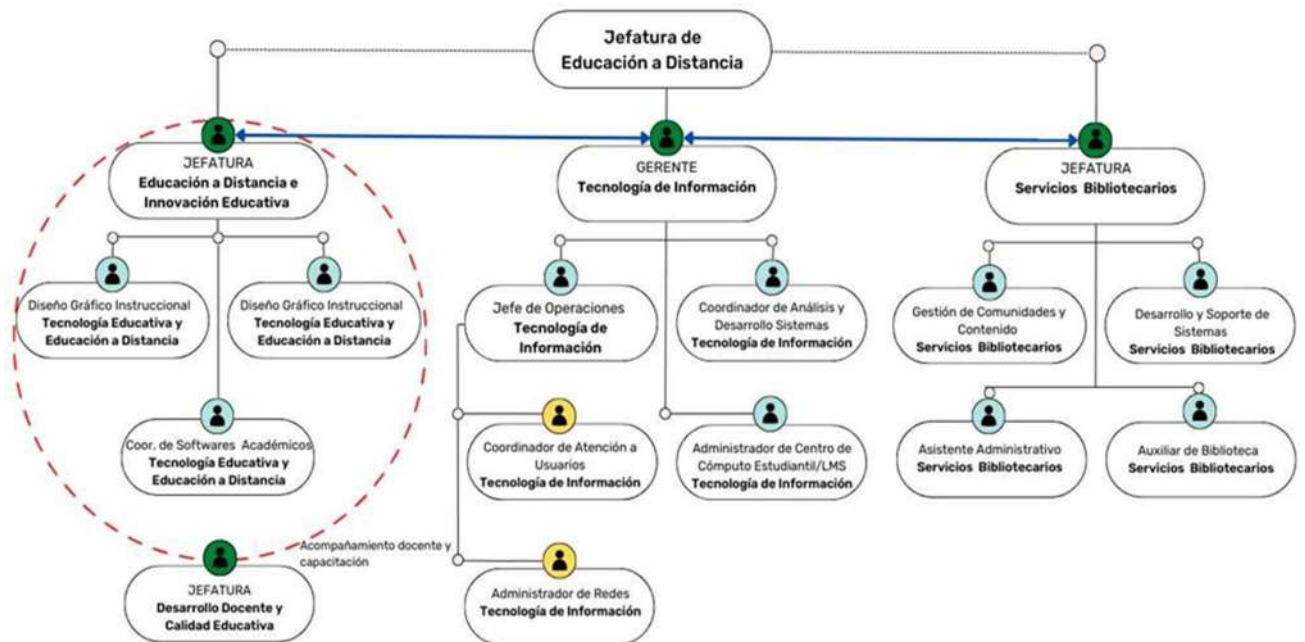 Jefatura de
Educación a Distancia
JEFATURA
Educación a Distancia e
Innovación Educativa
GERENTE
Tecnología de Información
JEFATURA
Servicios Bibliotecarios
Diseño Gráfico Instruccional
Tecnología Educativa y
Educación a Distancia
Diseño Gráfico Instruccional
Tecnología Educativa y
Educación a Distancia
Jefe de Operaciones
Tecnología de
Información
Coordinador de Análisis y
Desarrollo Sistemas
Tecnología de Información
Gestión de Comunidades y
Contenido
Servicios Bibliotecarios
Desarrollo y Soporte de
Sistemas
Servicios Bibliotecarios
Coor. de Softwares Académicos
Tecnología Educativa y
Educación a Distancia
Coordinador de Atención a
Usuarios
Tecnología de Información
Administrador de Centro de
Cómputo Estudiantil/LMS
Tecnología de Información
Asistente Administrativo
Servicios Bibliotecarios
Auxiliar de Biblioteca
Servicios Bibliotecarios
Acompañamiento docente y
capacitación
JEFATURA
Desarrollo Docente y
Calidad Educativa
Administrador de Redes
Tecnología de Información